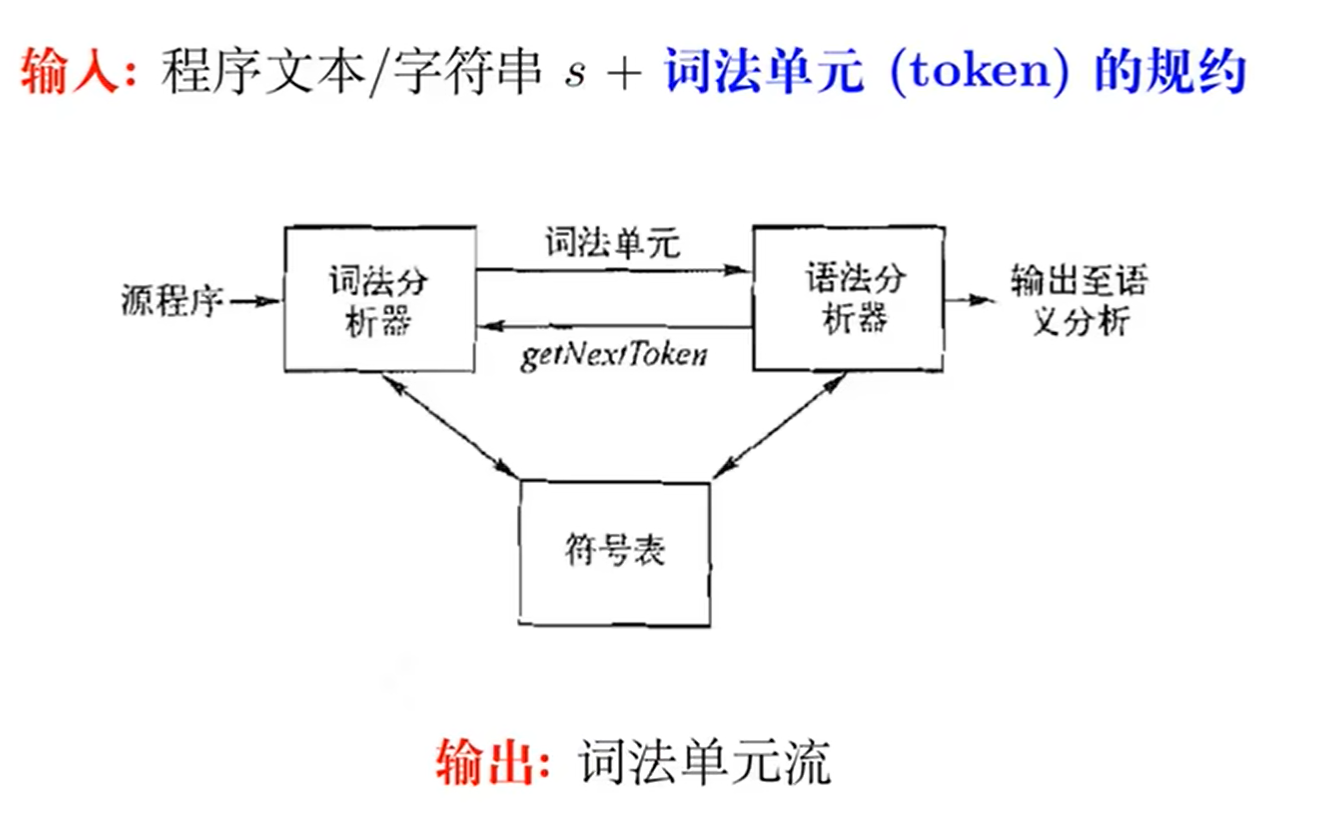 输入: 程序文本/字符串 s + 词法单元 (token) 的规约
词法单元
源程序
词法分
析器
语法分
析器
输出至语
义分析
getNextToken
符号表
输出: 词法单元流